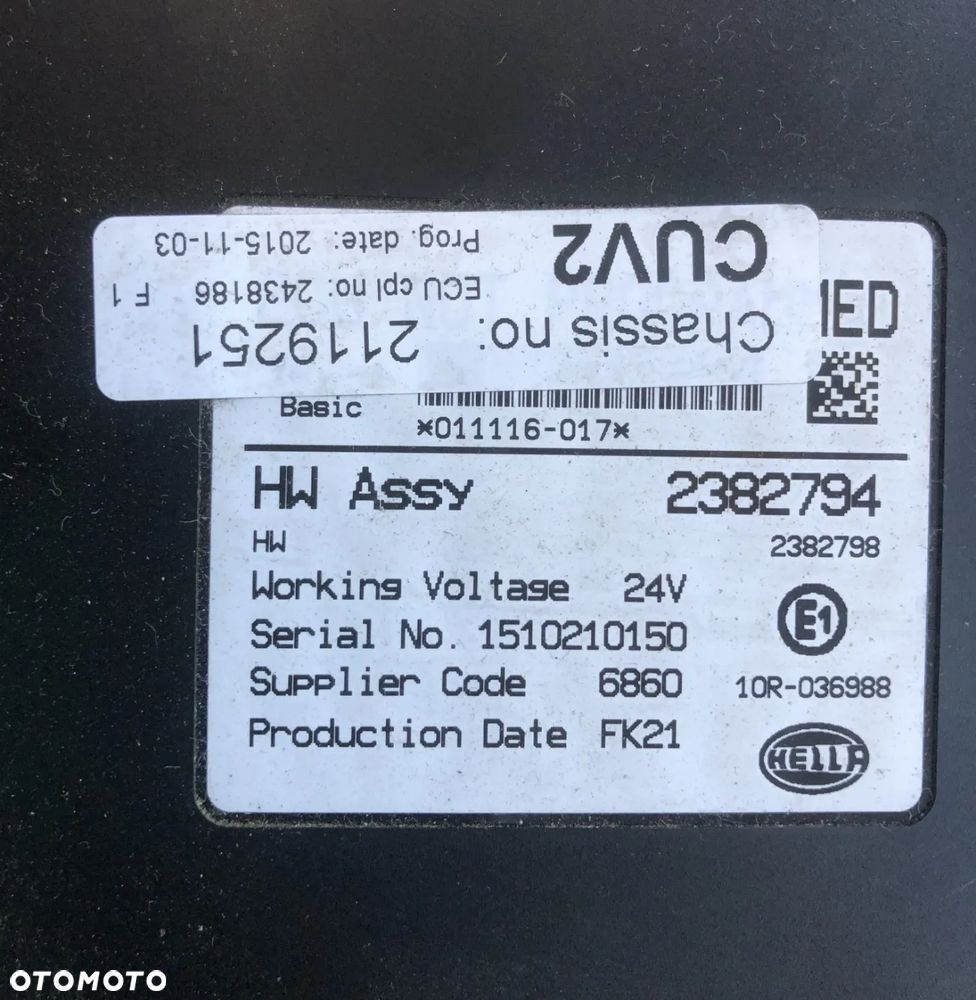 CUV2
Prog. date: 2015-11-03
ECU cpl no: 2438186 F 1
Chassis no: 2119251
Basic
*011116-017*
HW Assy 2382794
HW 2382798
Working Voltage 24V
E1
Serial No. 1510210150
Supplier Code 6860
10R-036988
Production Date FK21
HELLA
OTOMOTO